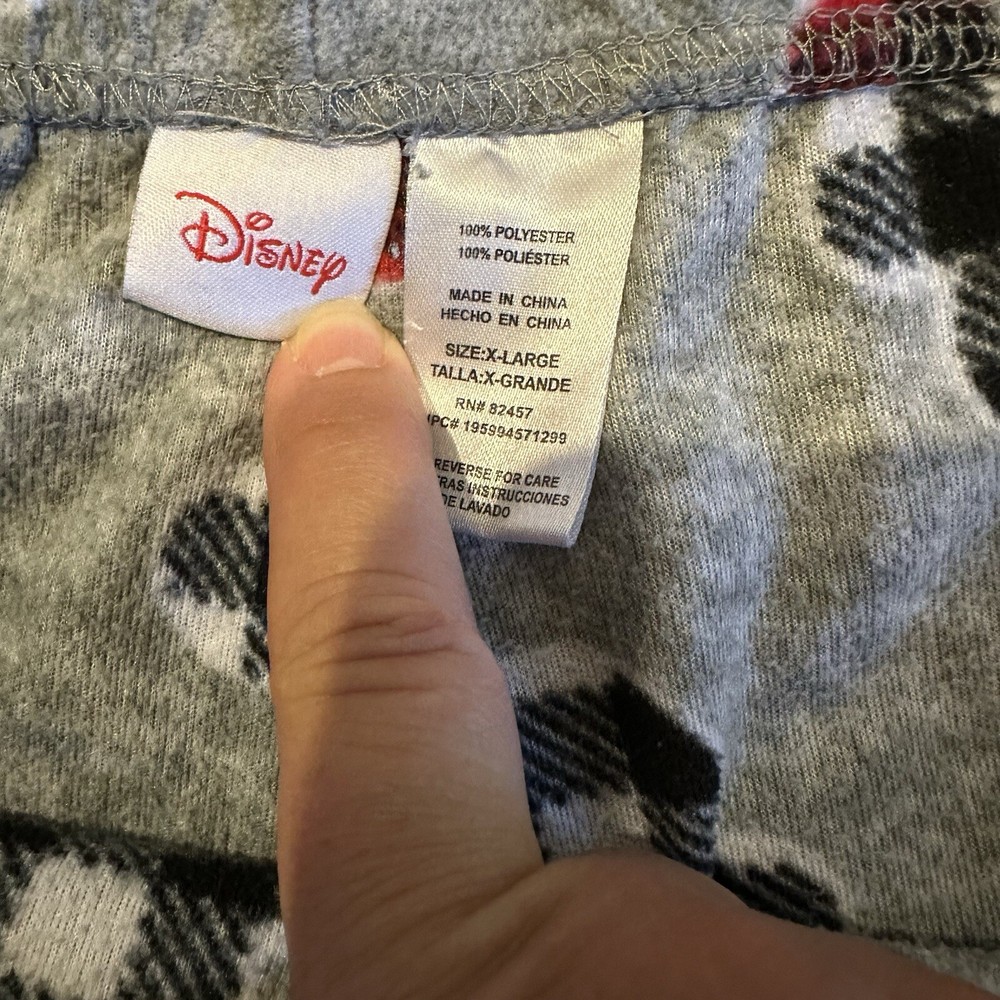 Disney
100% POLYESTER
100% POLIÉSTER
MADE IN CHINA
HECHO EN CHINA
SIZE:X-LARGE
TALLA:X-GRANDE
RN# 82457
UPC# 195994571299
REVERSE FOR CARE
TRAS INSTRUCCIONES
DE LAVADO